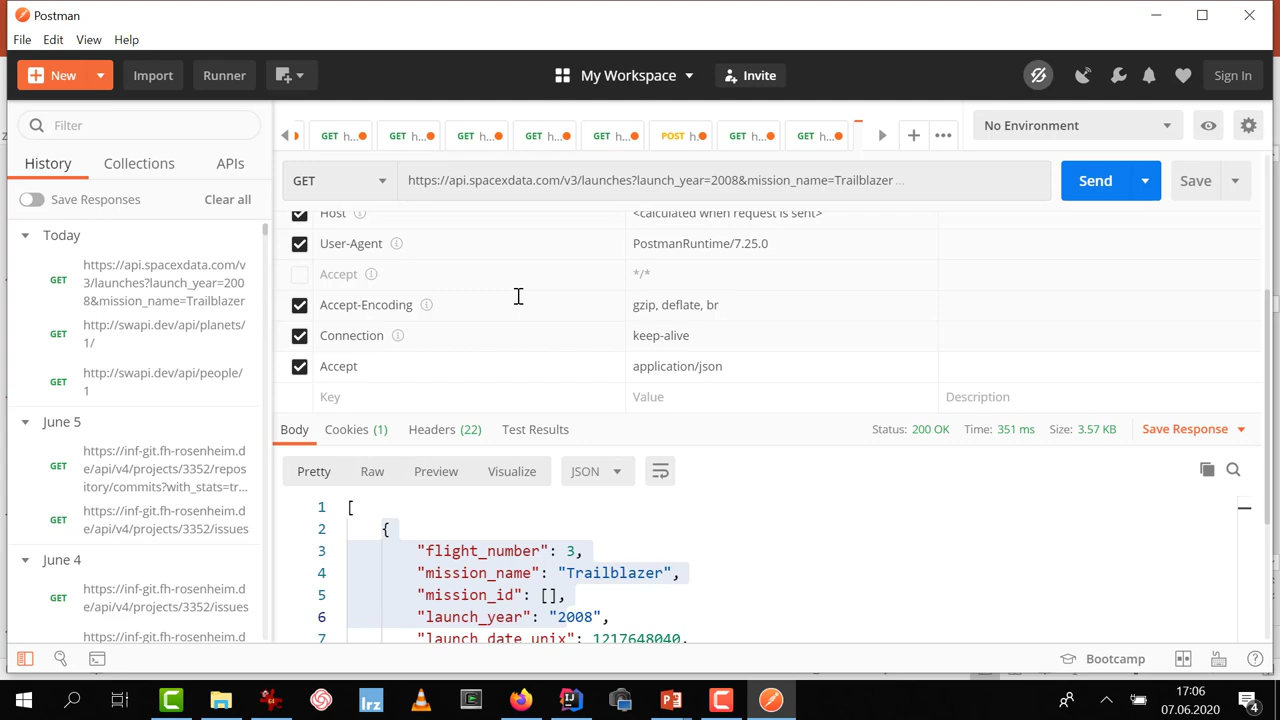 Postman
File Edit View Help
New Import Runner My Workspace Invite Sign In
Filter
GET h... GET h... GET h... GET h... GET h... POST h. GET h... GET h...
No Environment
History Collections APIs
GET https://api.spacexdata.com/v3/launches?launch_year=2008&mission_name=Trailblazer ... Send Save
Save Responses Clear all
Today
GET https://api.spacexdata.com/v
3/launches?launch_year=200
8&mission_name=Trailblazer
GET http://swapi.dev/api/planets/
1/
GET http://swapi.dev/api/people/
1
June 5
GET https://inf-git.fh-rosenheim.d
e/api/v4/projects/3352/repos
itory/commits?with_stats=tr...
GET https://inf-git.fh-rosenheim.d
e/api/v4/projects/3352/issues
June 4
GET https://inf-git.fh-rosenheim.d
e/api/v4/projects/3352/issues
https://inf-git.fh-rosenheim.d
Host <calculated when request is sent>
User-Agent PostmanRuntime/7.25.0
Accept */*
Accept-Encoding gzip, deflate, br
Connection keep-alive
Accept application/json
Key Value Description
Body Cookies (1) Headers (22) Test Results Status: 200 OK Time: 351 ms Size: 3.57 KB Save Response
Pretty Raw Preview Visualize JSON
1 [
2 {
3 "flight_number": 3,
4 "mission_name": "Trailblazer",
5 "mission_id": [],
6 "launch_year": "2008",
7 "launch_date_unix": 1217648040,
Bootcamp
lrz
17:06
07.06.2020
4